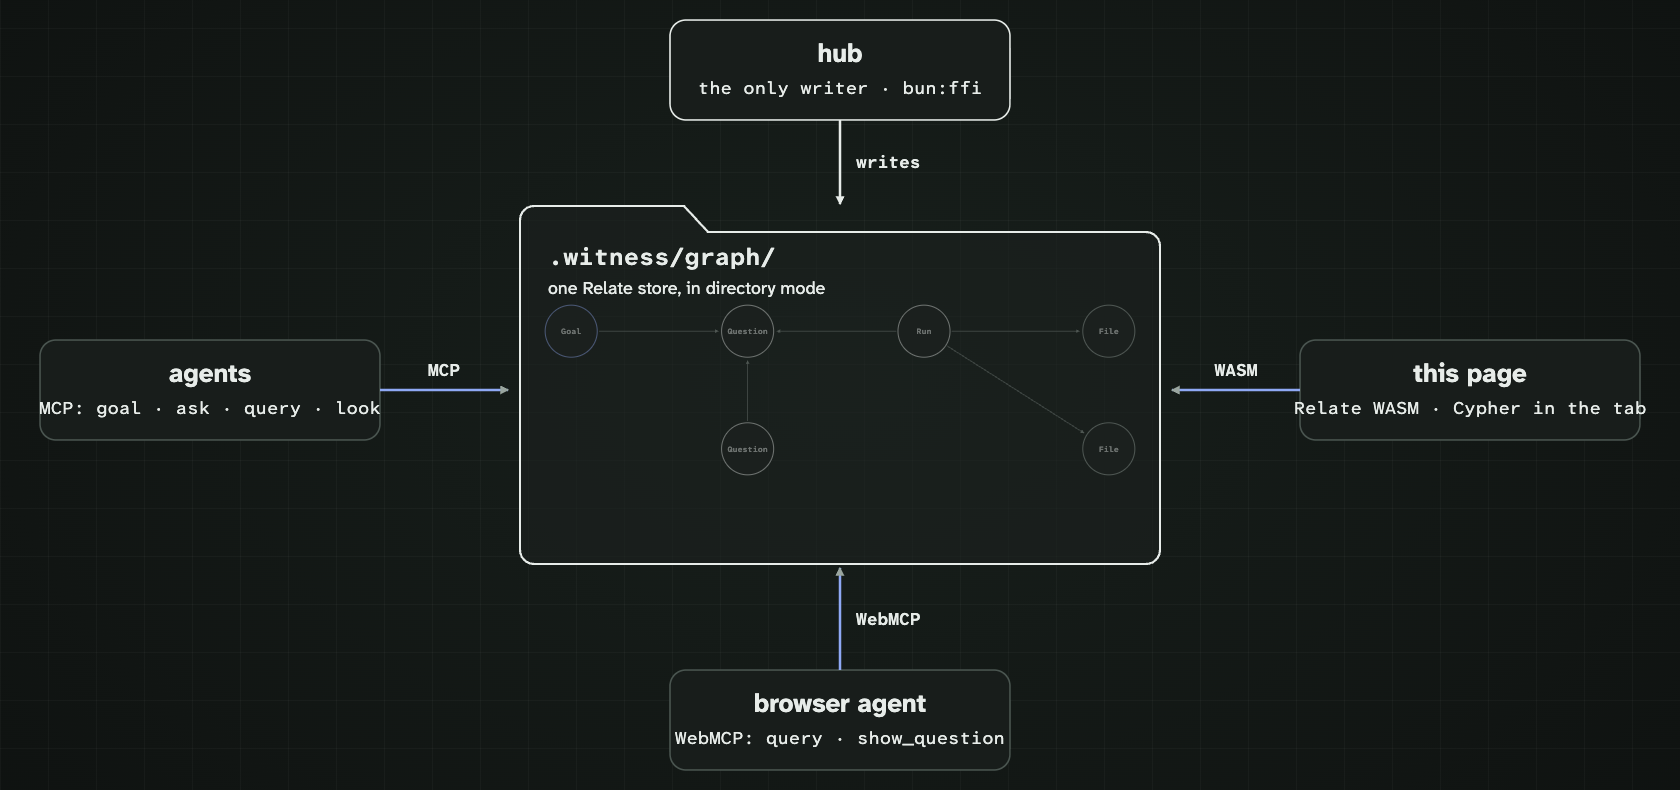 hub
the only writer · bun:ffi
writes
.witness/graph/
one Relate store, in directory mode
Goal
Question
Run
File
agents
MCP: goal · ask · query · look
MCP
WASM
this page
Relate WASM · Cypher in the tab
Question
File
WebMCP
browser agent
WebMCP: query · show_question